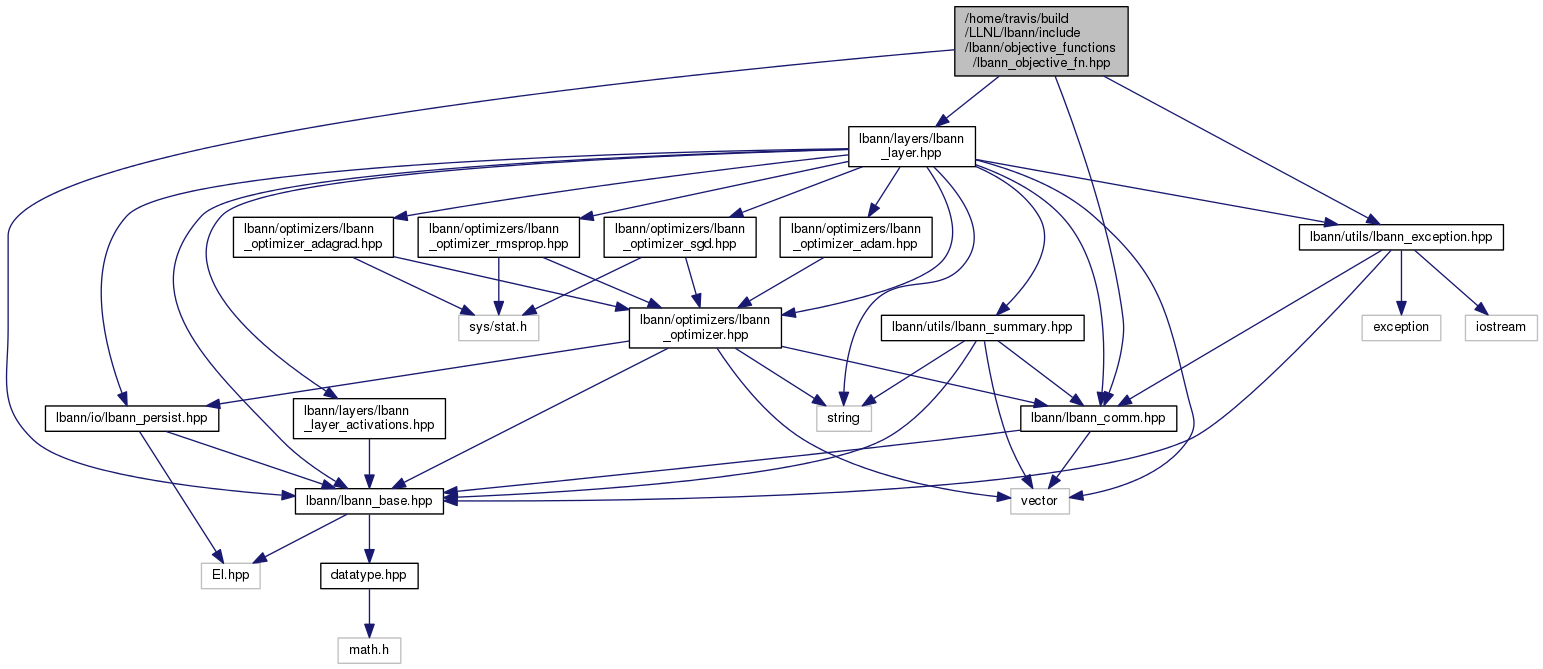 /home/travis/build
/LLNL/lbann/include
/lbann/objective_functions
/lbann_objective_fn.hpp
lbann/layers/lbann
_layer.hpp
lbann/optimizers/lbann
_optimizer_adagrad.hpp
lbann/optimizers/lbann
_optimizer_rmsprop.hpp
lbann/optimizers/lbann
_optimizer_sgd.hpp
lbann/optimizers/lbann
_optimizer_adam.hpp
lbann/utils/lbann_exception.hpp
sys/stat.h
lbann/optimizers/lbann
_optimizer.hpp
lbann/utils/lbann_summary.hpp
exception
iostream
lbann/io/lbann_persist.hpp
lbann/layers/lbann
_layer_activations.hpp
string
lbann/lbann_comm.hpp
lbann/lbann_base.hpp
vector
El.hpp
datatype.hpp
math.h